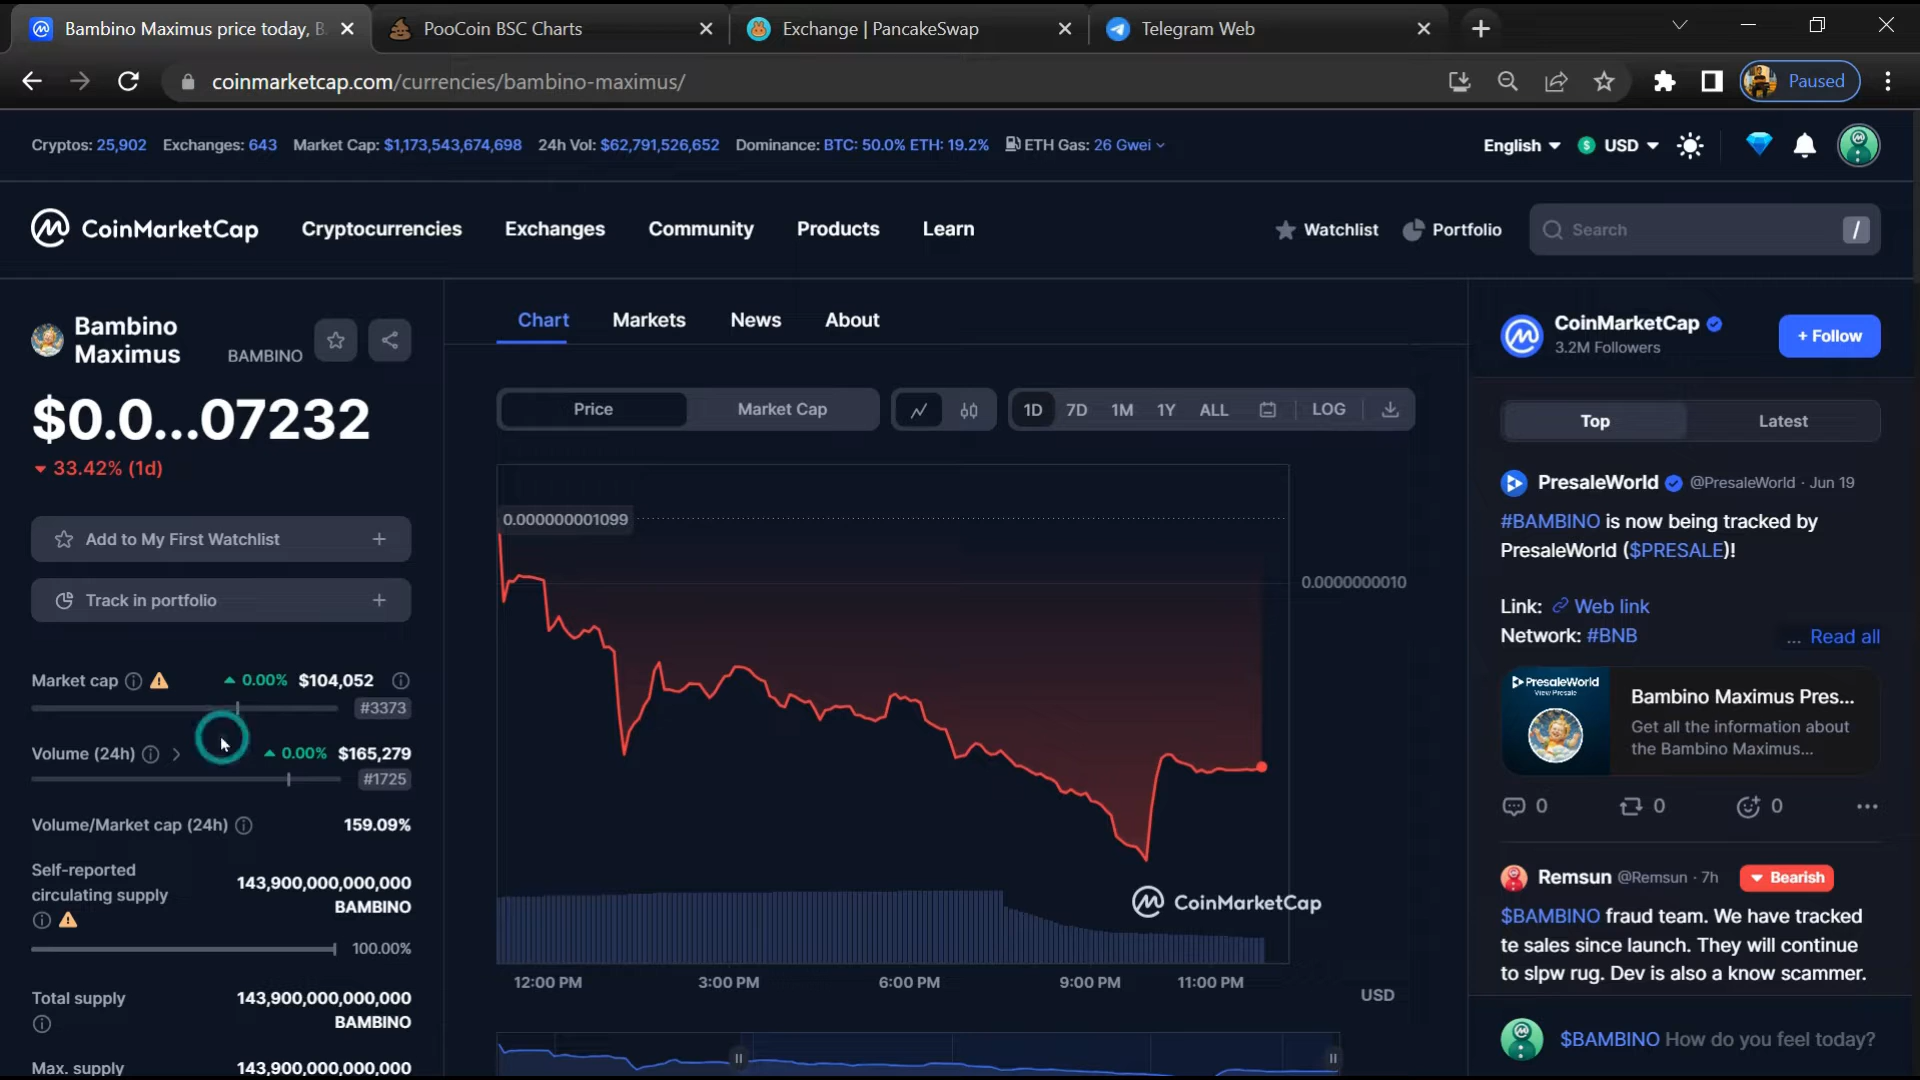 Bambino Maximus price today, B
PooCoin BSC Charts
Exchange | PancakeSwap
Telegram Web
coinmarketcap.com/currencies/bambino-maximus/
Paused
Cryptos: 25,902 Exchanges: 643 Market Cap: $1,173,543,674,698 24h Vol: $62,791,526,652 Dominance: BTC: 50.0% ETH: 19.2% ETH Gas: 26 Gwei
English USD
CoinMarketCap
Cryptocurrencies Exchanges Community Products Learn
Watchlist Portfolio Search /
Bambino
Maximus BAMBINO
$0.0...07232
33.42% (1d)
Add to My First Watchlist +
Track in portfolio +
Market cap 0.00% $104,052
#3373
Volume (24h) 0.00% $165,279
#1725
Volume/Market cap (24h) 159.09%
Self-reported
circulating supply
143,900,000,000,000
BAMBINO
100.00%
Total supply 143,900,000,000,000
BAMBINO
Max. supply 143,900,000,000,000
Chart Markets News About
Price Market Cap
1D 7D 1M 1Y ALL LOG
0.000000001099
0.0000000010
CoinMarketCap
12:00 PM 3:00 PM 6:00 PM 9:00 PM 11:00 PM
USD
CoinMarketCap
3.2M Followers
+ Follow
Top Latest
PresaleWorld @PresaleWorld · Jun 19
#BAMBINO is now being tracked by
PresaleWorld ($PRESALE)!
Link: Web link
Network: #BNB ... Read all
PresaleWorld
View Presale
Bambino Maximus Pres...
Get all the information about
the Bambino Maximus...
0 0 0
Remsun @Remsun · 7h Bearish
$BAMBINO fraud team. We have tracked
te sales since launch. They will continue
to slpw rug. Dev is also a know scammer.
$BAMBINO How do you feel today?